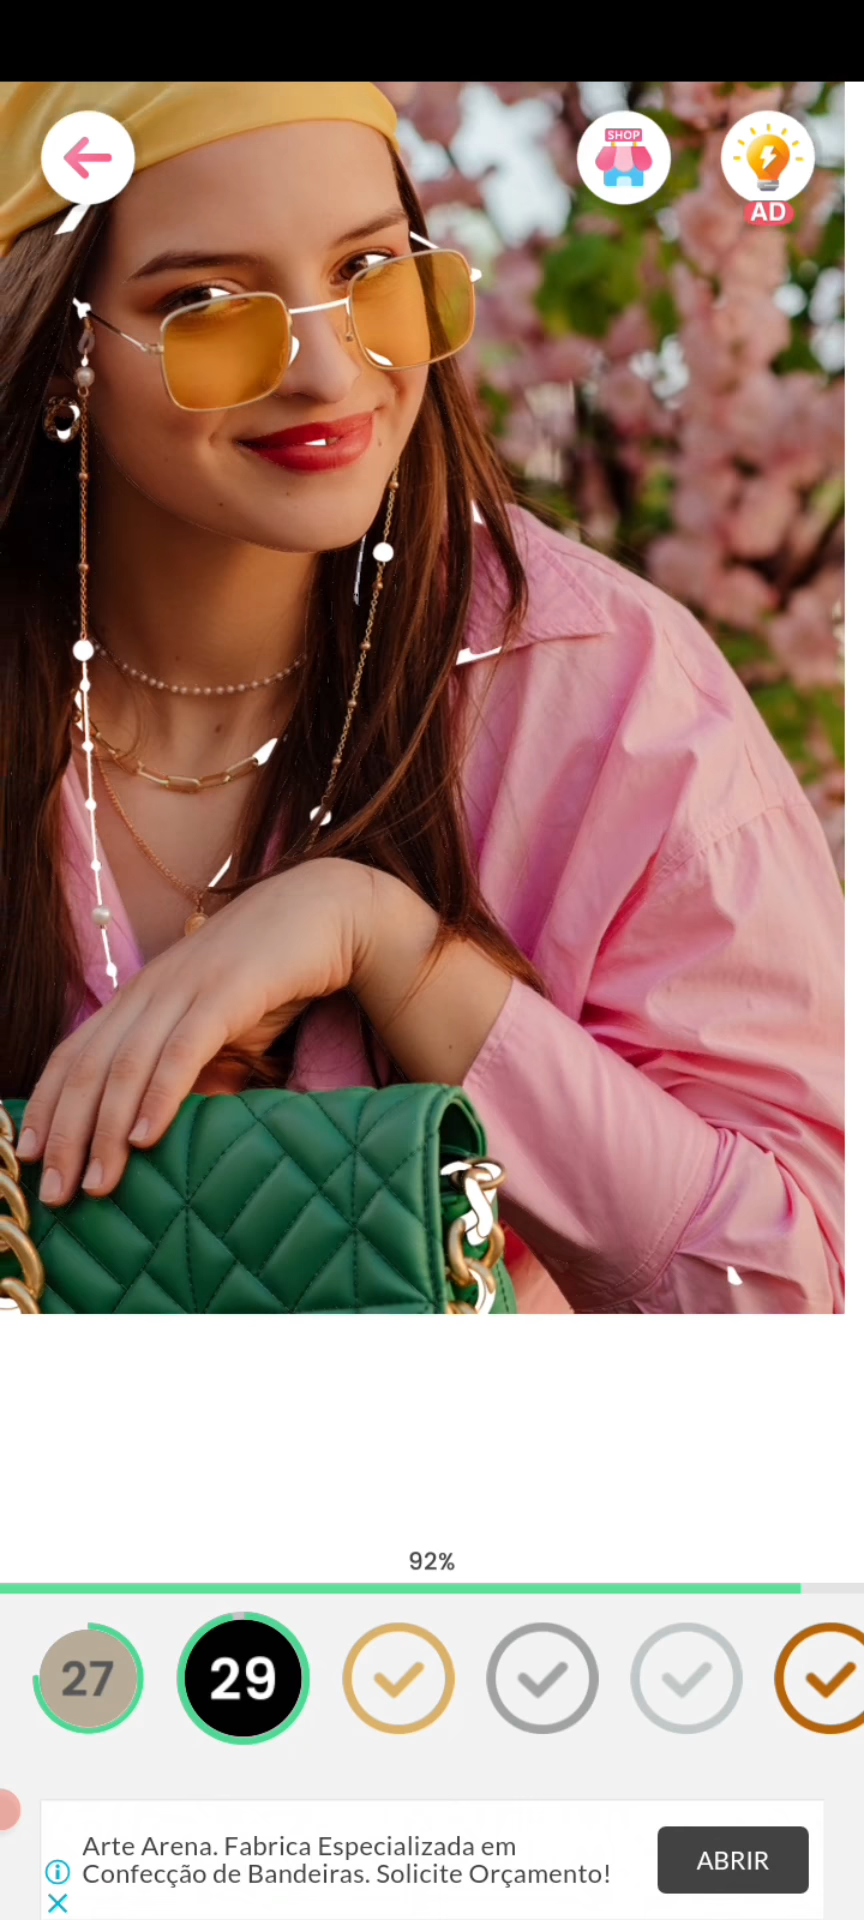 SHOP
AD
92%
27
29
Arte Arena. Fabrica Especializada em
Confecção de Bandeiras. Solicite Orçamento!
ABRIR